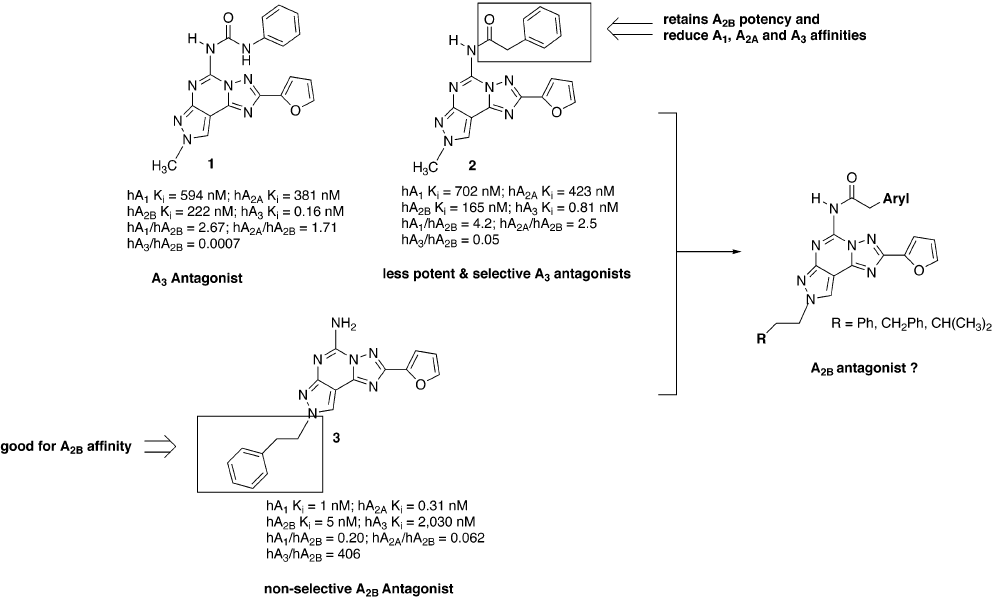 O
H
N
N
H
N
N
N
N
N
N
N
O
H₃C
1
hA₁ Kᵢ = 594 nM; hA₂A Kᵢ = 381 nM
hA₂B Kᵢ = 222 nM; hA₃ Kᵢ = 0.16 nM
hA₁/hA₂B = 2.67; hA₂A/hA₂B = 1.71
hA₃/hA₂B = 0.0007
A₃ Antagonist
O
H
N
N
N
N
N
N
N
O
H₃C
2
hA₁ Kᵢ = 702 nM; hA₂A Kᵢ = 423 nM
hA₂B Kᵢ = 165 nM; hA₃ Kᵢ = 0.81 nM
hA₁/hA₂B = 4.2; hA₂A/hA₂B = 2.5
hA₃/hA₂B = 0.05
less potent & selective A₃ antagonists
retains A₂B potency and
reduce A₁, A₂A and A₃ affinities
NH₂
N
N
N
N
N
N
O
3
good for A₂B affinity
hA₁ Kᵢ = 1 nM; hA₂A Kᵢ = 0.31 nM
hA₂B Kᵢ = 5 nM; hA₃ Kᵢ = 2,030 nM
hA₁/hA₂B = 0.20; hA₂A/hA₂B = 0.062
hA₃/hA₂B = 406
non-selective A₂B Antagonist
O
H
N
Aryl
N
N
N
N
N
N
O
R
R = Ph, CH₂Ph, CH(CH₃)₂
A₂B antagonist ?